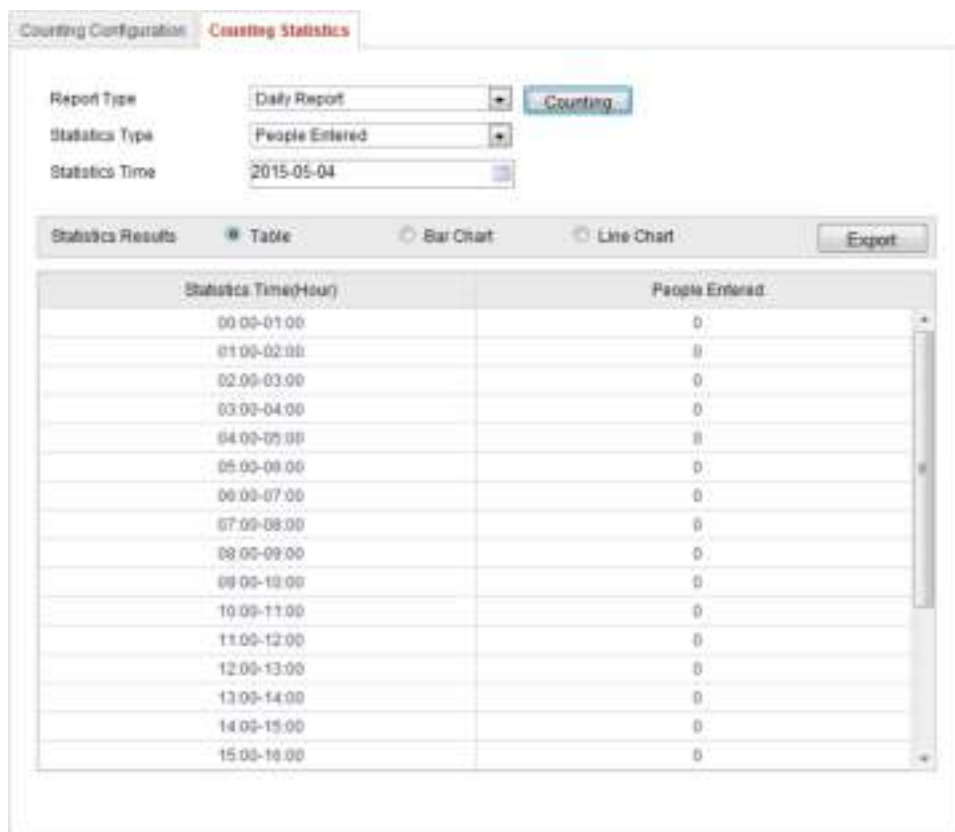 Counting Configuration Counting Statistics
Report Type Daily Report Counting
Statistics Type People Entered
Statistics Time 2015-05-04
Statistics Results Table Bar Chart Line Chart Export
Statistics Time(Hour) People Entered
00:00-01:00 0
01:00-02:00 0
02:00-03:00 0
03:00-04:00 0
04:00-05:00 0
05:00-06:00 0
06:00-07:00 0
07:00-08:00 0
08:00-09:00 0
09:00-10:00 0
10:00-11:00 0
11:00-12:00 0
12:00-13:00 0
13:00-14:00 0
14:00-15:00 0
15:00-16:00 0